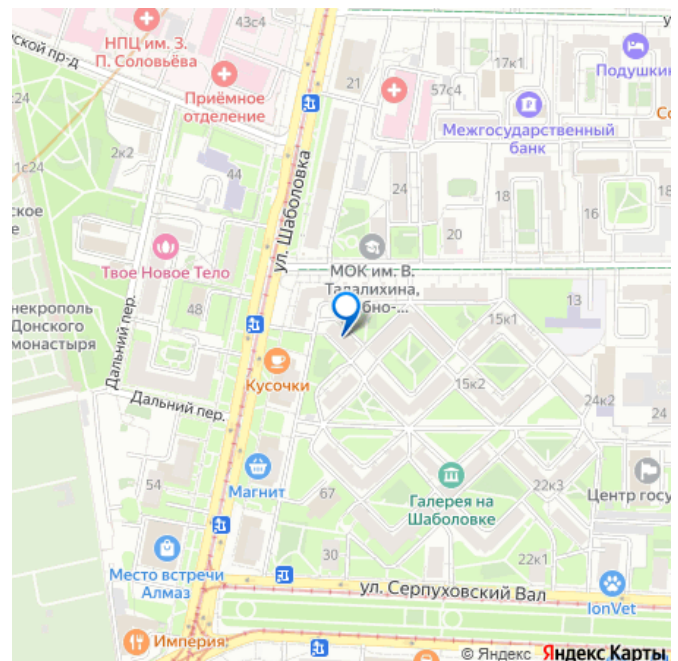 43с4
НПЦ им. З.
П. Соловьёва
ской пр-д
Приёмное
отделение
21
57с4
17к1
Подушкин
Межгосударственный
банк
2к2
1с24
44
24
18
16
20
ул. Шаболовка
ское
е
Твое Новое Тело
МОК им. В.
Талалихина,
бно-...
13
некрополь
Донского
монастыря
48
15к1
Дальний пер.
Кусочки
15к2
Дальний пер.
24к2
24
Магнит
54
67
Галерея на
Шаболовке
22к3
Центр госу
Место встречи
Алмаз
30
22к1
ул. Серпуховский Вал
IonVet
Империя
© Яндекс Яндекс Карты